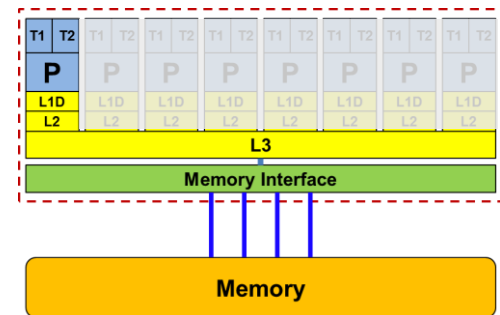 T1 T2 T1 T2 T1 T2 T1 T2 T1 T2 T1 T2 T1 T2 T1 T2
P P P P P P P P
L1D L1D L1D L1D L1D L1D L1D L1D
L2 L2 L2 L2 L2 L2 L2 L2
L3
Memory Interface
Memory